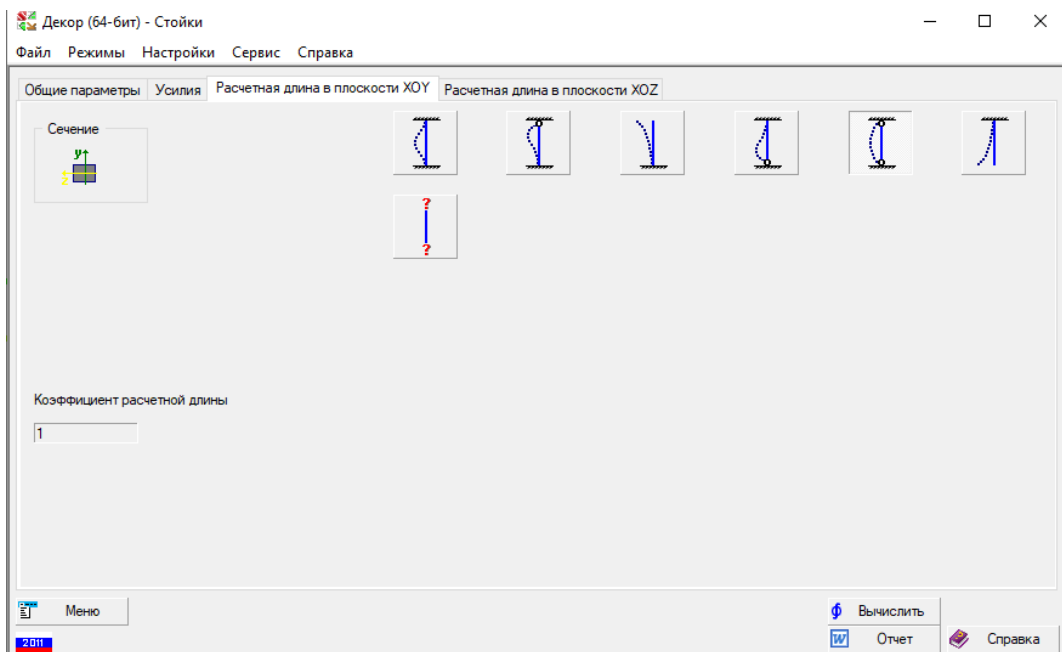 Декор (64-бит) - Стойки
Файл Режимы Настройки Сервис Справка
Общие параметры Усилия Расчетная длина в плоскости XOY Расчетная длина в плоскости XOZ
Сечение
y
z
?
?
Коэффициент расчетной длины
1
Меню
Вычислить
2011
W Отчет
Справка